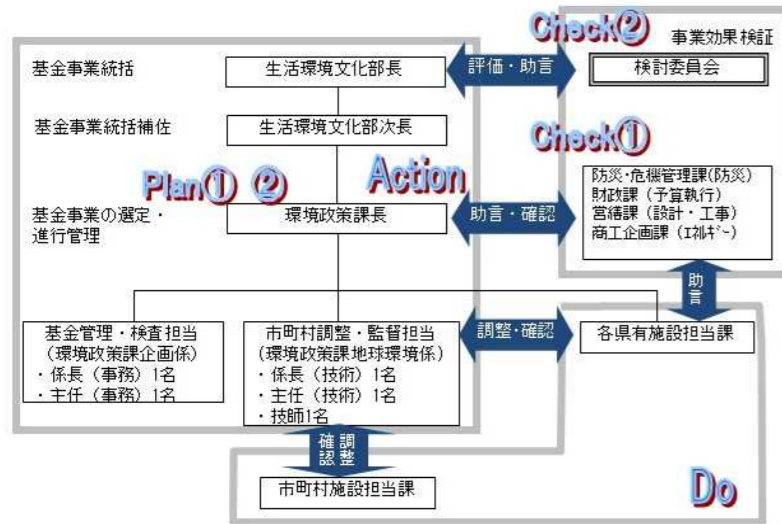 Check②
事業効果検証
基金事業統括
生活環境文化部長
評価・助言
検討委員会
基金事業統括補佐
生活環境文化部次長
Check①
Plan① ②
Action
防災・危機管理課(防災)
財政課（予算執行）
営繕課（設計・工事）
商工企画課（ｴﾈﾙｷﾞｰ）
基金事業の選定・
進行管理
環境政策課長
助言・確認
助言
基金管理・検査担当
(環境政策課企画係)
・係長（事務）1名
・主任（事務）1名
市町村調整・監督担当
(環境政策課地球環境係)
・係長（技術）1名
・主任（技術）1名
・技師1名
調整・確認
各県有施設担当課
調整
確認
市町村施設担当課
Do